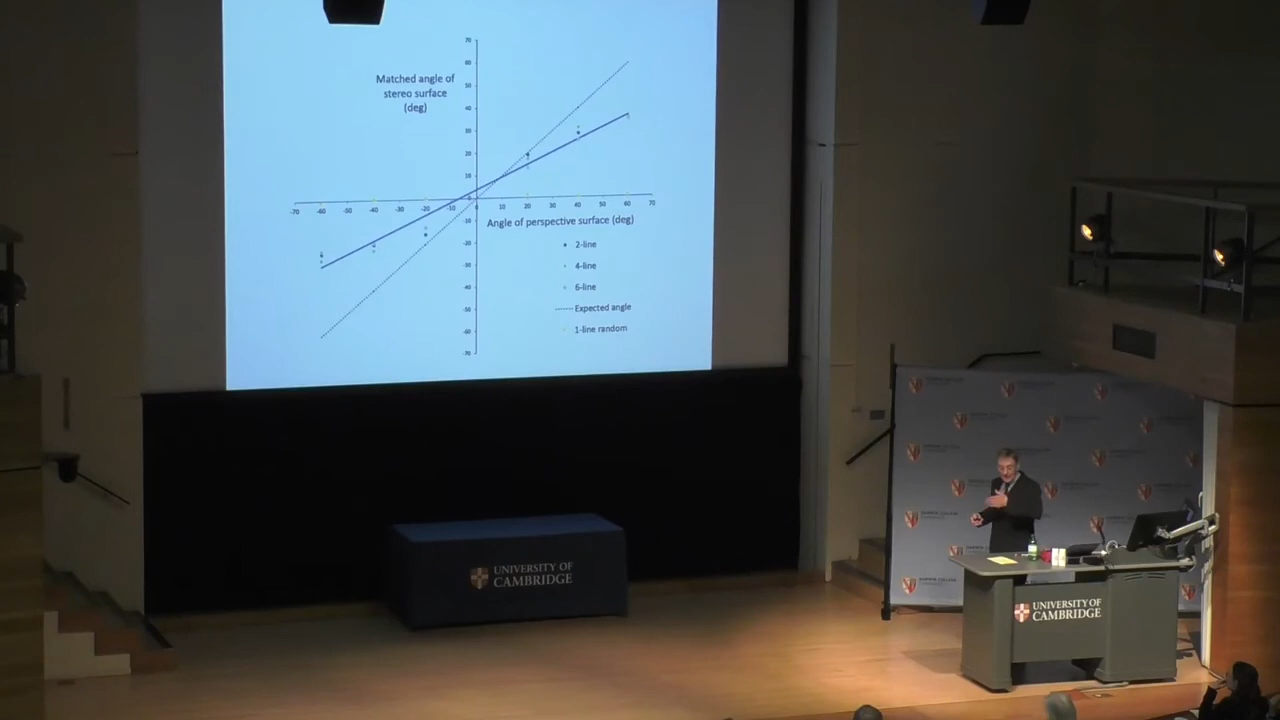 70
60
50
40
30
20
10
0
-10
-20
-30
-40
-50
-60
-70
-70 -60 -50 -40 -30 -20 -10 10 20 30 40 50 60 70
Matched angle of
stereo surface
(deg)
Angle of perspective surface (deg)
2-line
4-line
6-line
Expected angle
1-line random
UNIVERSITY OF
CAMBRIDGE
UNIVERSITY OF
CAMBRIDGE